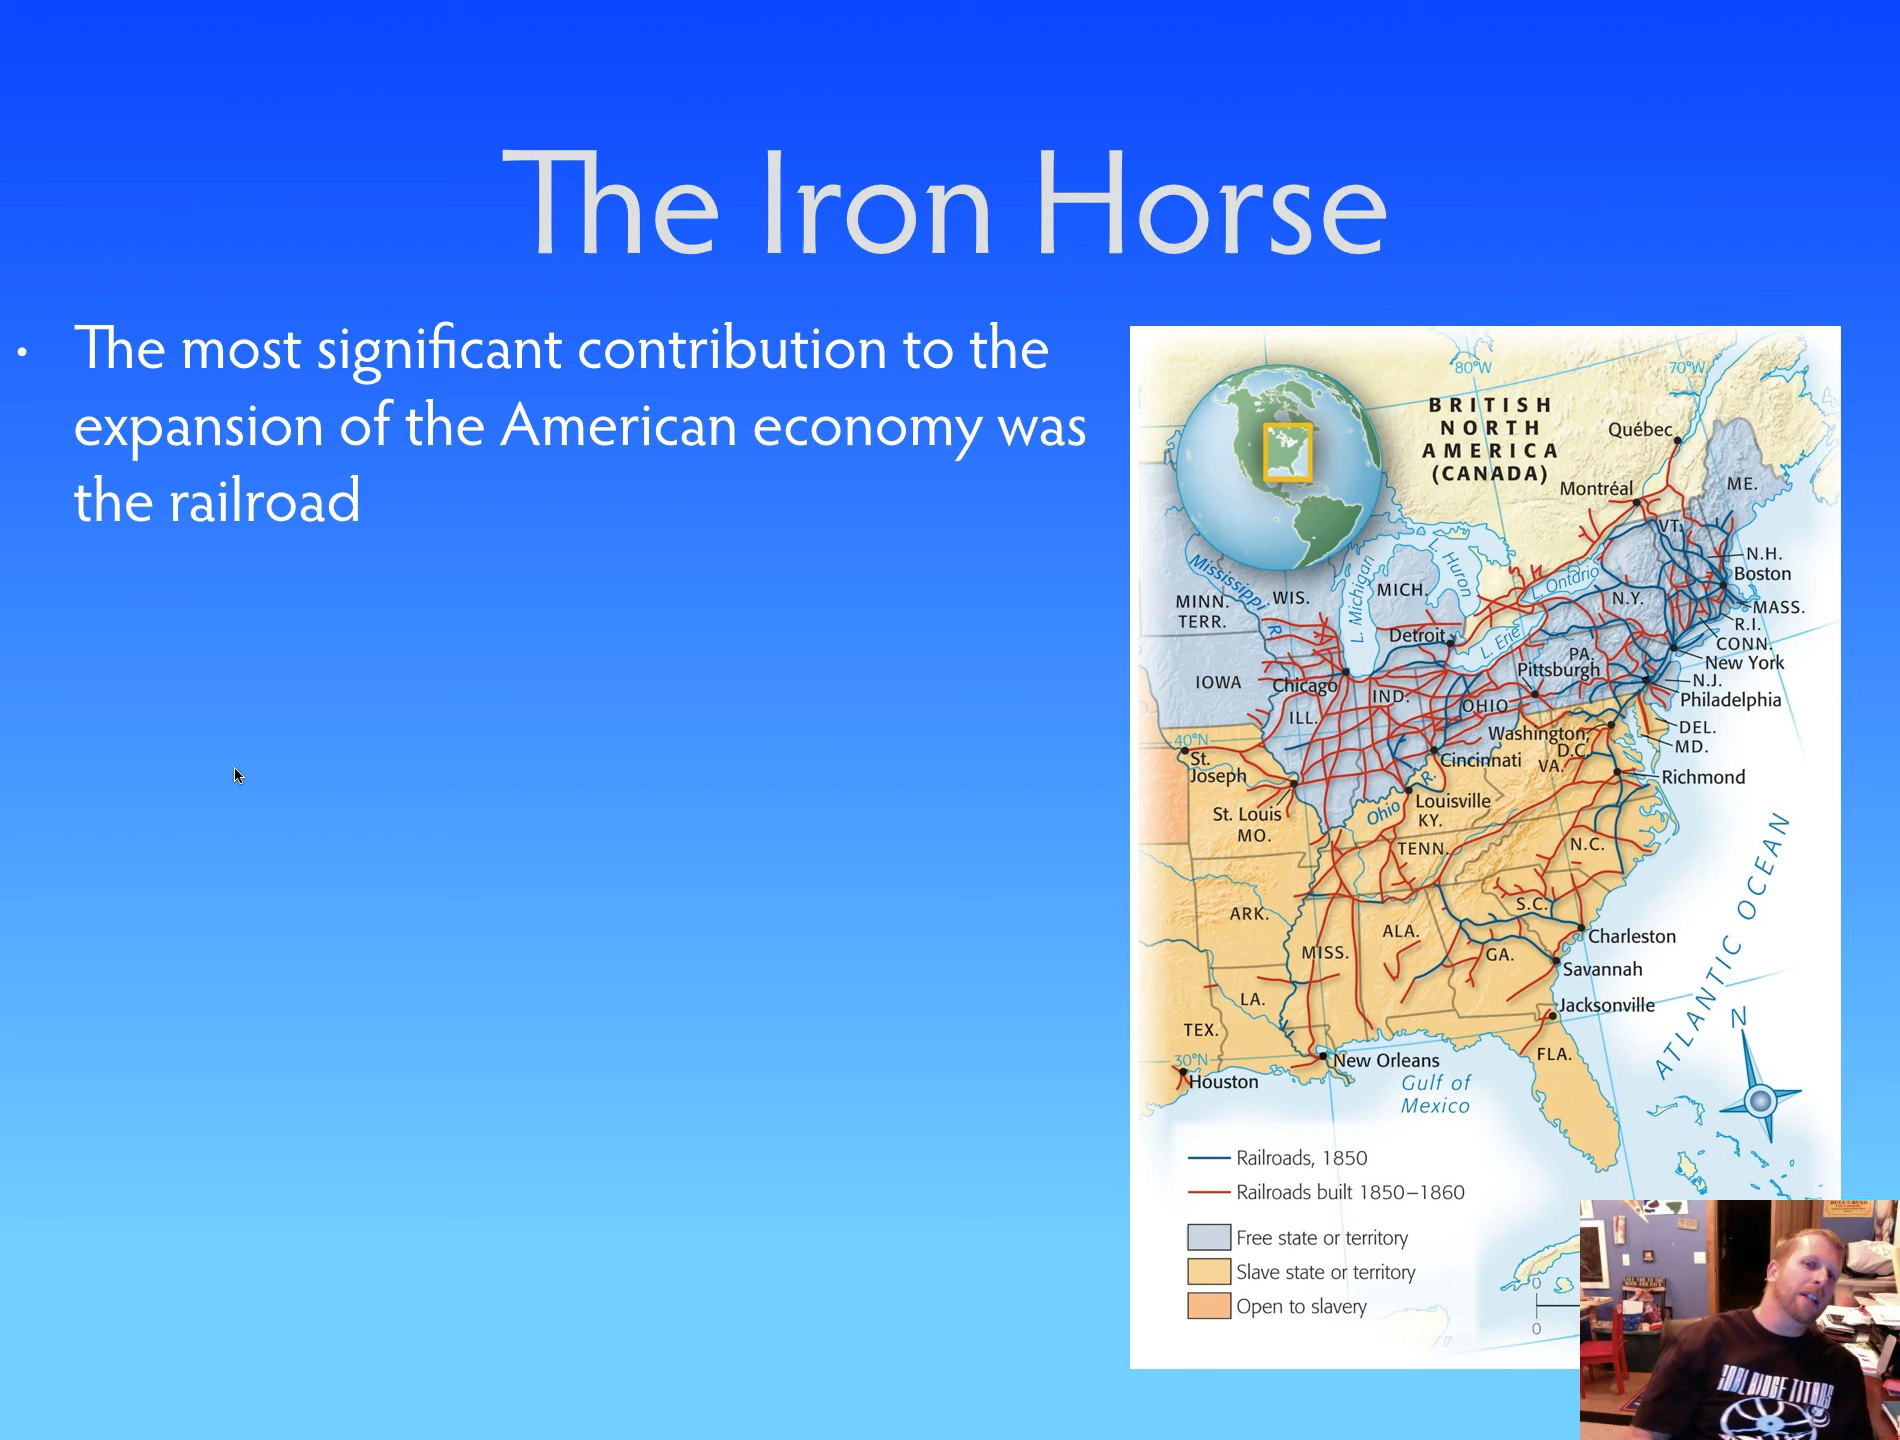 The Iron Horse
• The most significant contribution to the
expansion of the American economy was
the railroad
80°W
70°W
BRITISH
NORTH
AMERICA
(CANADA)
Québec
Montréal
ME.
VT.
N.H.
Boston
MASS.
R.I.
CONN.
New York
N.J.
Philadelphia
DEL.
MD.
Mississippi R.
MINN.
TERR.
WIS.
L. Michigan
MICH.
L. Huron
L. Ontario
N.Y.
Detroit
L. Erie
PA.
Pittsburgh
IOWA
Chicago
IND.
ILL.
OHIO
Washington,
D.C.
VA.
Cincinnati
Richmond
40°N
St.
Joseph
St. Louis
MO.
Ohio R.
Louisville
KY.
TENN.
N.C.
ARK.
S.C.
MISS.
ALA.
GA.
Charleston
Savannah
LA.
Jacksonville
TEX.
FLA.
30°N
Houston
New Orleans
Gulf of
Mexico
ATLANTIC OCEAN
N
Railroads, 1850
Railroads built 1850–1860
Free state or territory
Slave state or territory
Open to slavery
0
0